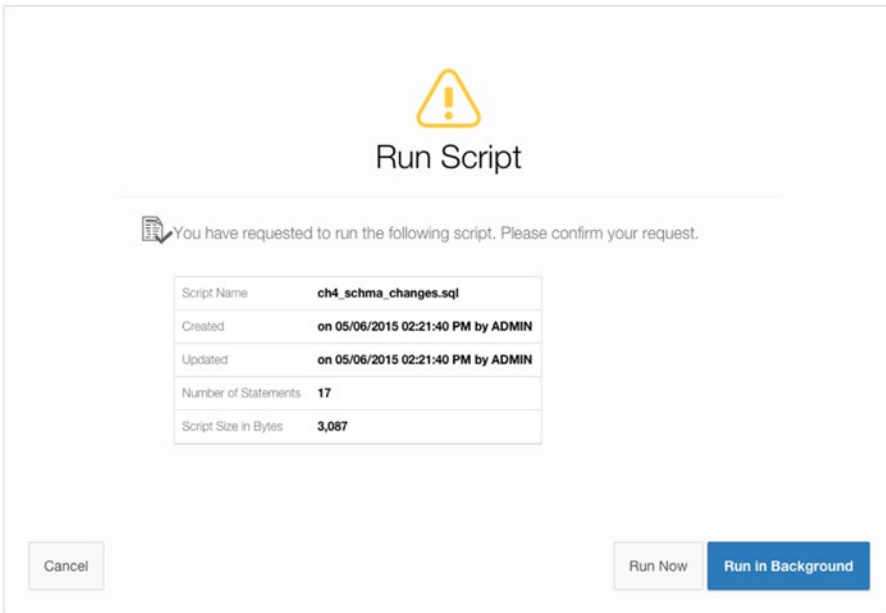 Run Script
You have requested to run the following script. Please confirm your request.
Script Name ch4_schma_changes.sql
Created on 05/06/2015 02:21:40 PM by ADMIN
Updated on 05/06/2015 02:21:40 PM by ADMIN
Number of Statements 17
Script Size in Bytes 3,087
Cancel Run Now Run in Background